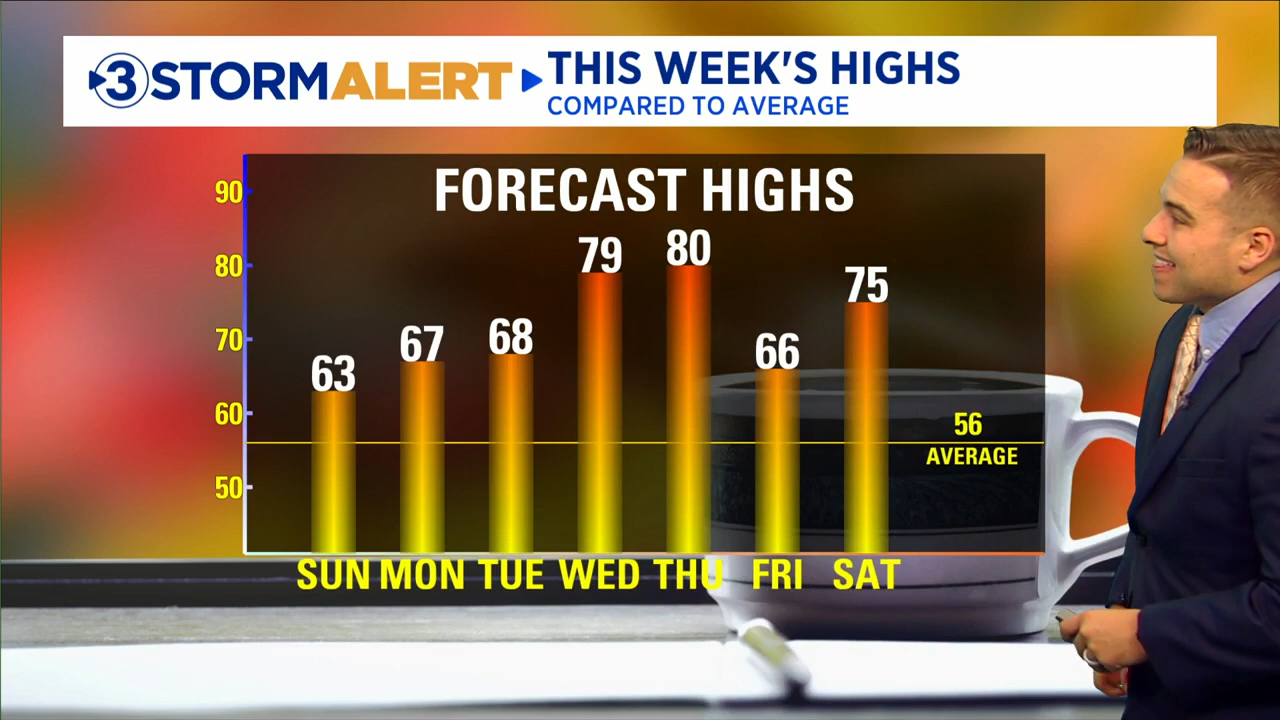 3 STORMALERT
THIS WEEK'S HIGHS
COMPARED TO AVERAGE
FORECAST HIGHS
90
80
70
60
50
63
67
68
79
80
66
75
56
AVERAGE
SUN MON TUE WED THU FRI SAT